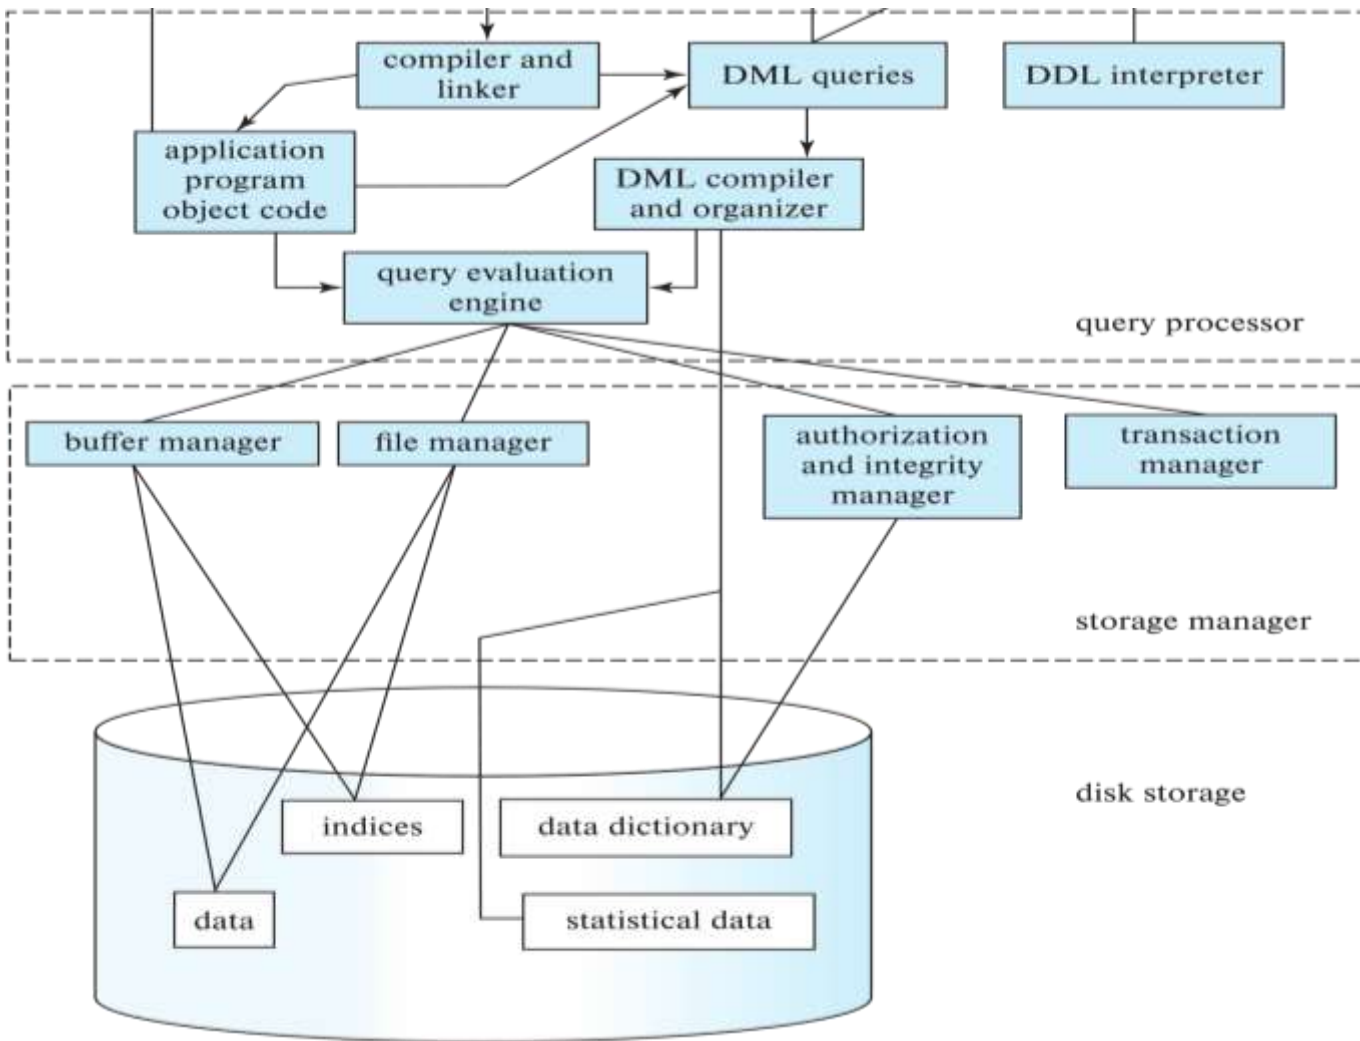 compiler and
linker
DML queries
DDL interpreter
application
program
object code
DML compiler
and organizer
query evaluation
engine
query processor
buffer manager
file manager
authorization
and integrity
manager
transaction
manager
storage manager
disk storage
indices
data dictionary
data
statistical data